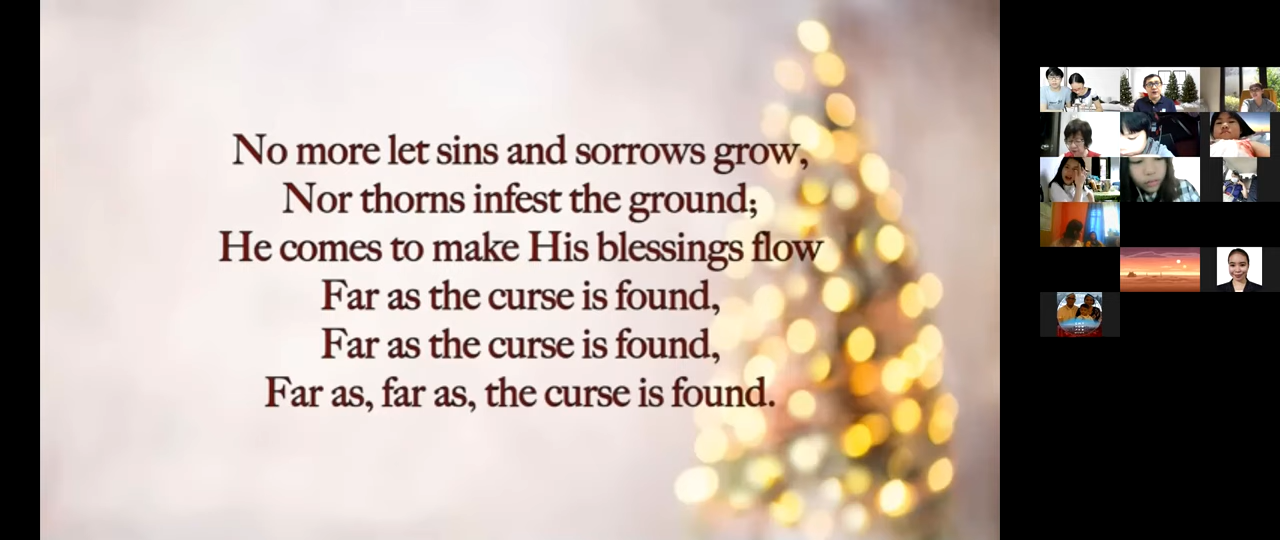 No more let sins and sorrows grow,
Nor thorns infest the ground;
He comes to make His blessings flow
Far as the curse is found,
Far as the curse is found,
Far as, far as, the curse is found.